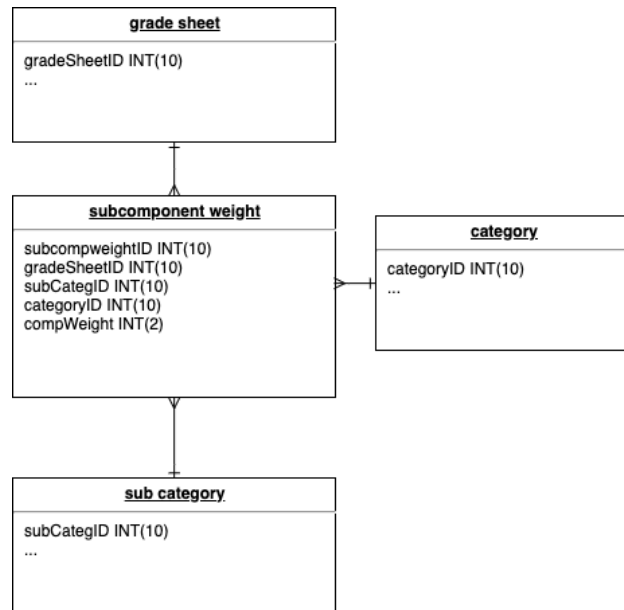 grade sheet
gradeSheetID INT(10)
...
subcomponent weight
subcompweightID INT(10)
gradeSheetID INT(10)
subCategID INT(10)
categoryID INT(10)
compWeight INT(2)
category
categoryID INT(10)
...
sub category
subCategID INT(10)
...